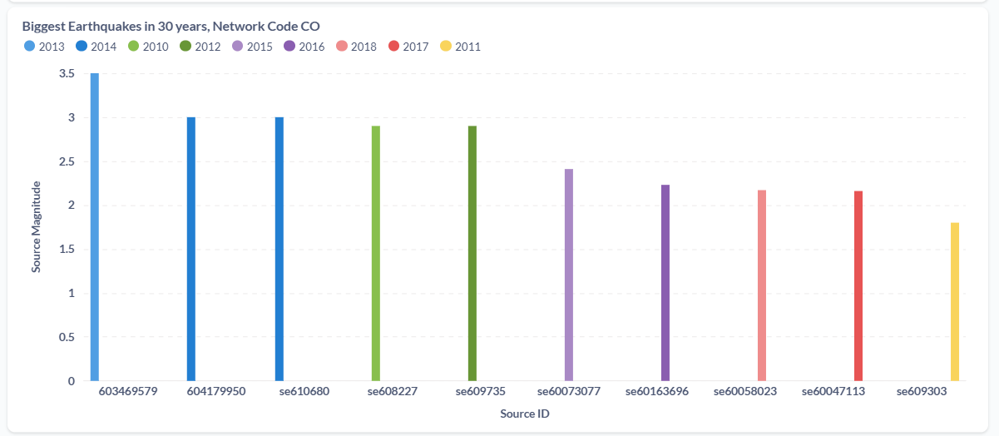 Biggest Earthquakes in 30 years, Network Code CO
2013 2014 2010 2012 2015 2016 2018 2017 2011
3.5
3
2.5
2
1.5
1
0.5
0
Source Magnitude
603469579 604179950 se610680 se608227 se609735 se60073077 se60163696 se60058023 se60047113 se609303
Source ID